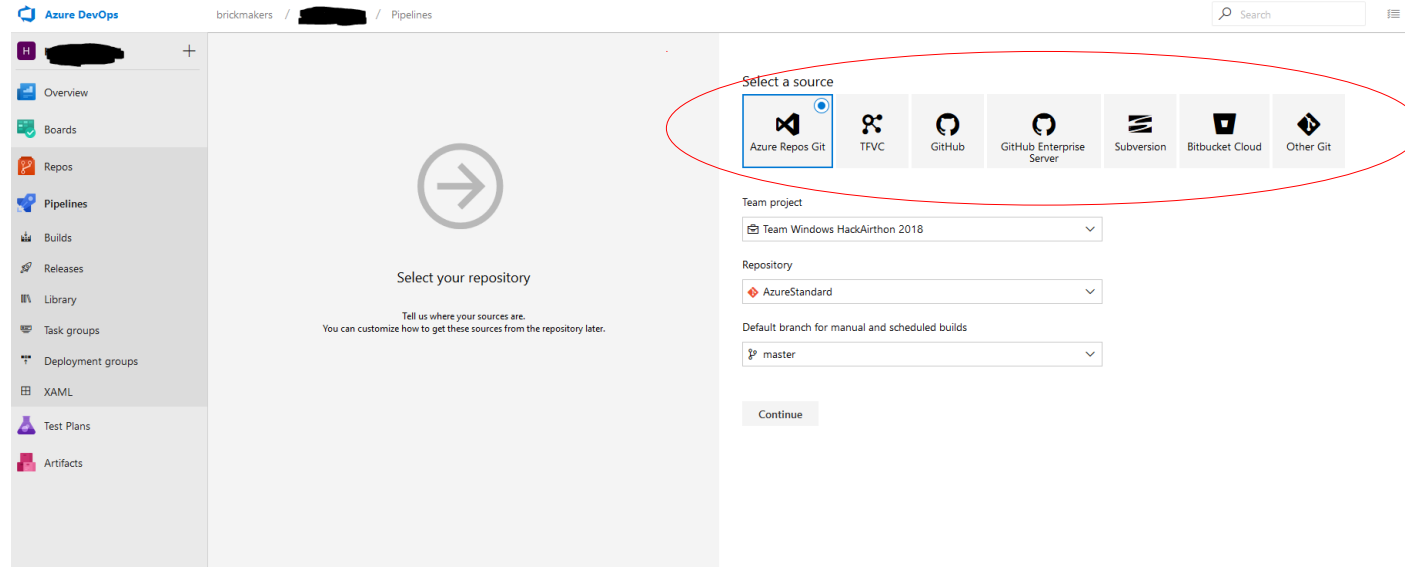 Azure DevOps
brickmakers / / Pipelines
Search
H
Overview
Boards
Repos
Pipelines
Builds
Releases
Library
Task groups
Deployment groups
XAML
Test Plans
Artifacts
Select your repository
Tell us where your sources are.
You can customize how to get these sources from the repository later.
Select a source
Azure Repos Git
TFVC
GitHub
GitHub Enterprise
Server
Subversion
Bitbucket Cloud
Other Git
Team project
Team Windows HackAirthon 2018
Repository
AzureStandard
Default branch for manual and scheduled builds
master
Continue